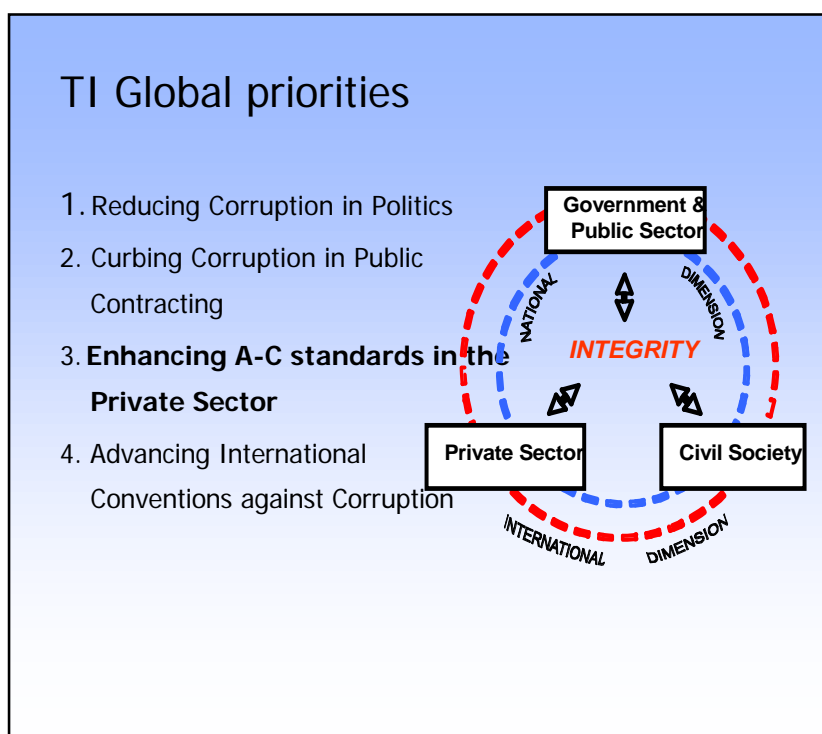 TI Global priorities
1. Reducing Corruption in Politics
2. Curbing Corruption in Public
Contracting
3. Enhancing A-C standards in the
Private Sector
4. Advancing International
Conventions against Corruption
Government &
Public Sector
NATIONAL
DIMENSION
INTEGRITY
Private Sector
Civil Society
INTERNATIONAL
DIMENSION